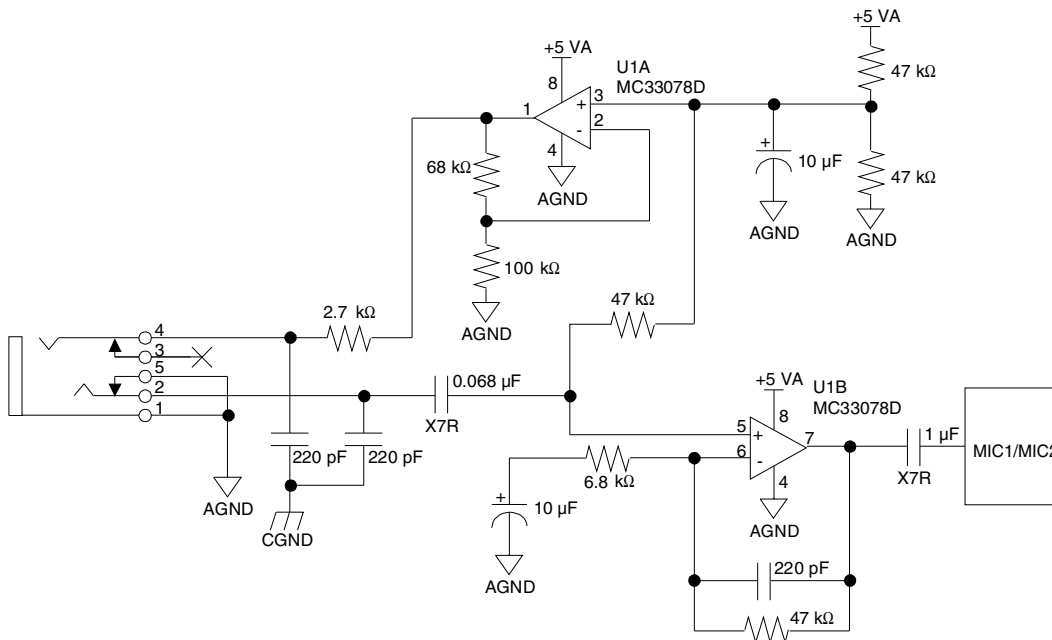 +5 VA
+5 VA
47 kΩ
U1A
MC33078D
8
3
1
+
2
-
4
68 kΩ
AGND
+
10 µF
47 kΩ
AGND
AGND
100 kΩ
AGND
47 kΩ
2.7 kΩ
4
3
5
2
1
0.068 µF
X7R
+5 VA
U1B
MC33078D
8
5
+
7
6
-
4
1 µF
X7R
MIC1/MIC2
220 pF
220 pF
6.8 kΩ
+
10 µF
AGND
AGND
CGND
AGND
220 pF
47 kΩ